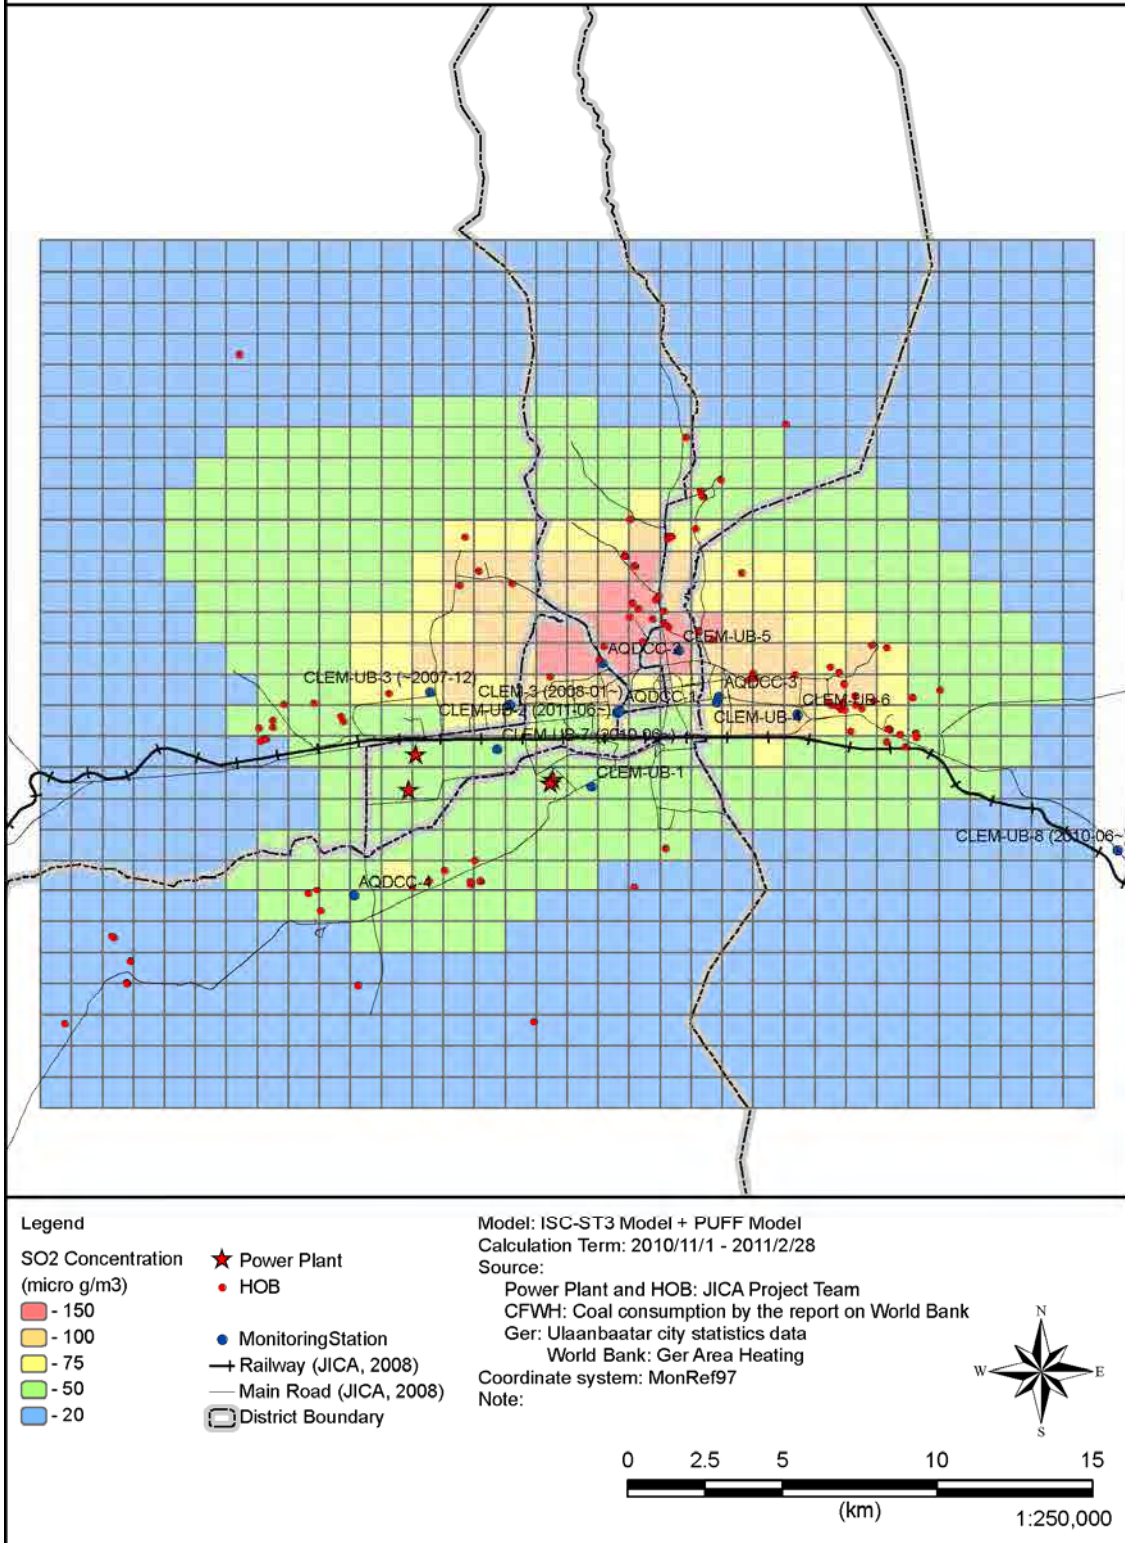 CLEM-UB-5
AQDCC-2
CLEM-UB-3 (~2007-12)
CLEM-3 (2008-01~)
AQDCC-1
AQDCC-3
CLEM-UB-2 (2011-06~)
CLEM-UB-6
CLEM-UB-4
CLEM-UB-7 (2010-06~)
CLEM-UB-1
CLEM-UB-8 (2010-06~
AQDCC-4
Legend
SO2 Concentration
(micro g/m3)
- 150
- 100
- 75
- 50
- 20
Power Plant
HOB
MonitoringStation
Railway (JICA, 2008)
Main Road (JICA, 2008)
District Boundary
Model: ISC-ST3 Model + PUFF Model
Calculation Term: 2010/11/1 - 2011/2/28
Source:
Power Plant and HOB: JICA Project Team
CFWH: Coal consumption by the report on World Bank
Ger: Ulaanbaatar city statistics data
World Bank: Ger Area Heating
Coordinate system: MonRef97
Note:
N
W E
S
0 2.5 5 10 15
(km)
1:250,000